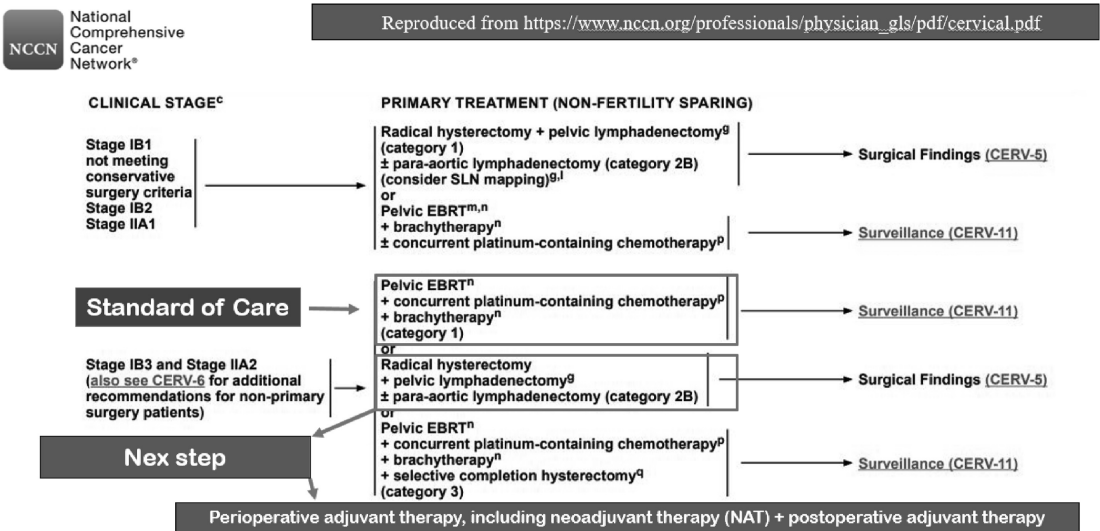 NCCN
National
Comprehensive
Cancer
Network®
Reproduced from https://www.nccn.org/professionals/physician_gls/pdf/cervical.pdf
CLINICAL STAGEᶜ
PRIMARY TREATMENT (NON-FERTILITY SPARING)
Stage IB1
not meeting
conservative
surgery criteria
Stage IB2
Stage IIA1
Radical hysterectomy + pelvic lymphadenectomyᵍ
(category 1)
± para-aortic lymphadenectomy (category 2B)
(consider SLN mapping)ᵍ,ˡ
or
Pelvic EBRTᵐ,ⁿ
+ brachytherapyⁿ
± concurrent platinum-containing chemotherapyᵖ
Surgical Findings (CERV-5)
Surveillance (CERV-11)
Standard of Care
Pelvic EBRTⁿ
+ concurrent platinum-containing chemotherapyᵖ
+ brachytherapyⁿ
(category 1)
or
Surveillance (CERV-11)
Stage IB3 and Stage IIA2
(also see CERV-6 for additional
recommendations for non-primary
surgery patients)
Radical hysterectomy
+ pelvic lymphadenectomyᵍ
± para-aortic lymphadenectomy (category 2B)
or
Surgical Findings (CERV-5)
Nex step
Pelvic EBRTⁿ
+ concurrent platinum-containing chemotherapyᵖ
+ brachytherapyⁿ
+ selective completion hysterectomyq
(category 3)
Surveillance (CERV-11)
Perioperative adjuvant therapy, including neoadjuvant therapy (NAT) + postoperative adjuvant therapy